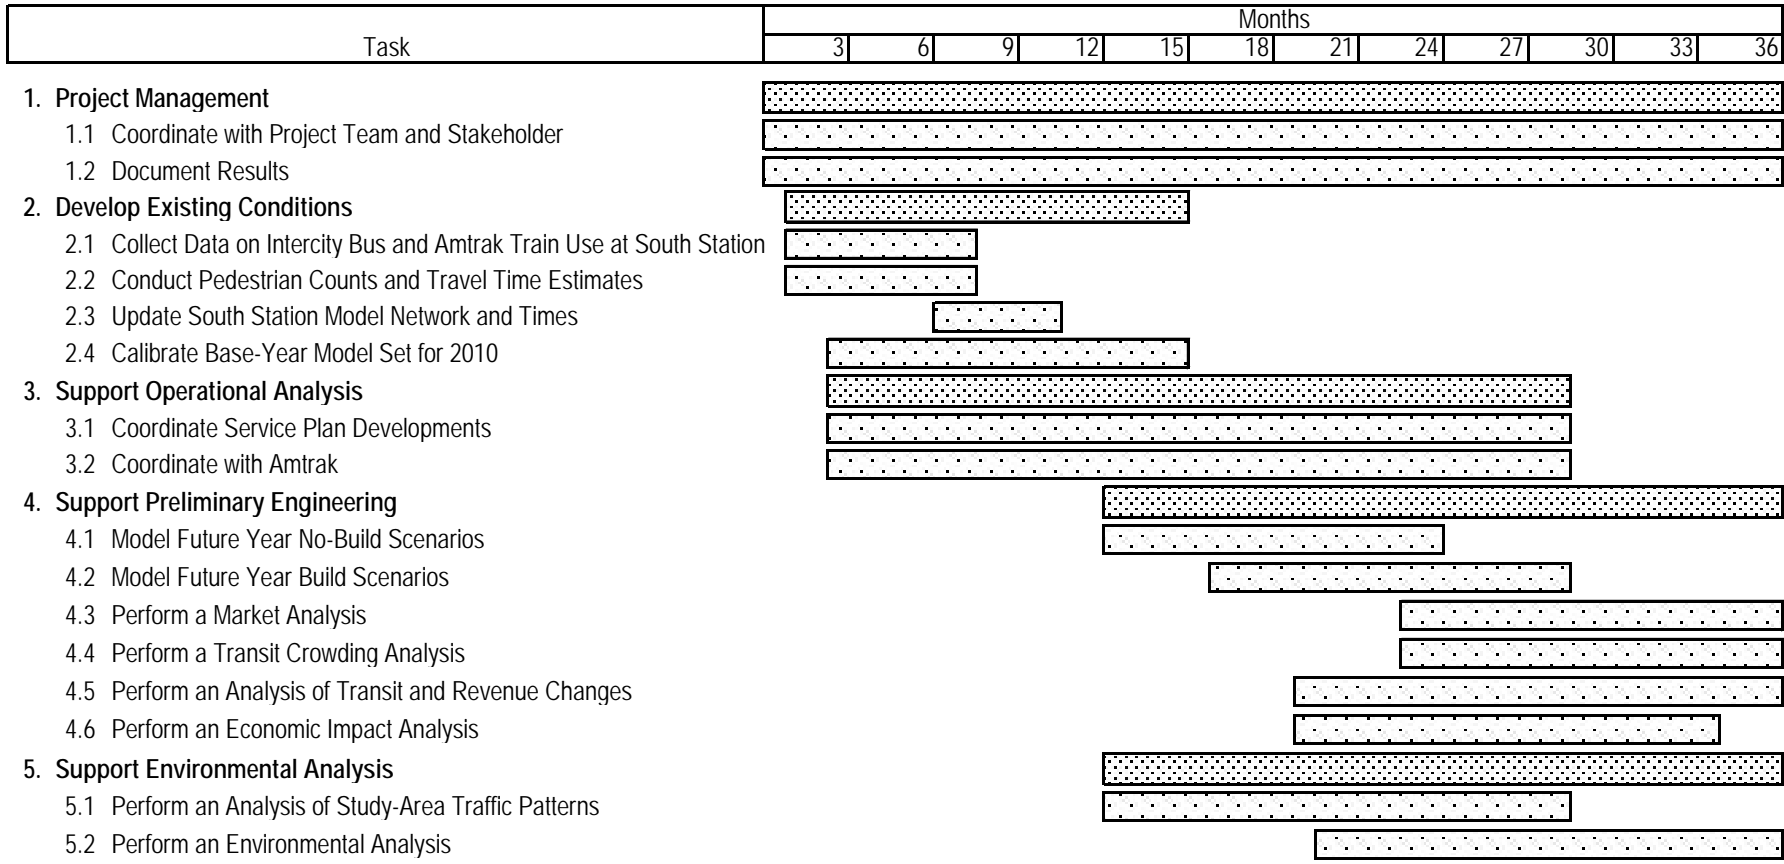 Months
Task 3 6 9 12 15 18 21 24 27 30 33 36
1. Project Management
1.1 Coordinate with Project Team and Stakeholder
1.2 Document Results
2. Develop Existing Conditions
2.1 Collect Data on Intercity Bus and Amtrak Train Use at South Station
2.2 Conduct Pedestrian Counts and Travel Time Estimates
2.3 Update South Station Model Network and Times
2.4 Calibrate Base-Year Model Set for 2010
3. Support Operational Analysis
3.1 Coordinate Service Plan Developments
3.2 Coordinate with Amtrak
4. Support Preliminary Engineering
4.1 Model Future Year No-Build Scenarios
4.2 Model Future Year Build Scenarios
4.3 Perform a Market Analysis
4.4 Perform a Transit Crowding Analysis
4.5 Perform an Analysis of Transit and Revenue Changes
4.6 Perform an Economic Impact Analysis
5. Support Environmental Analysis
5.1 Perform an Analysis of Study-Area Traffic Patterns
5.2 Perform an Environmental Analysis